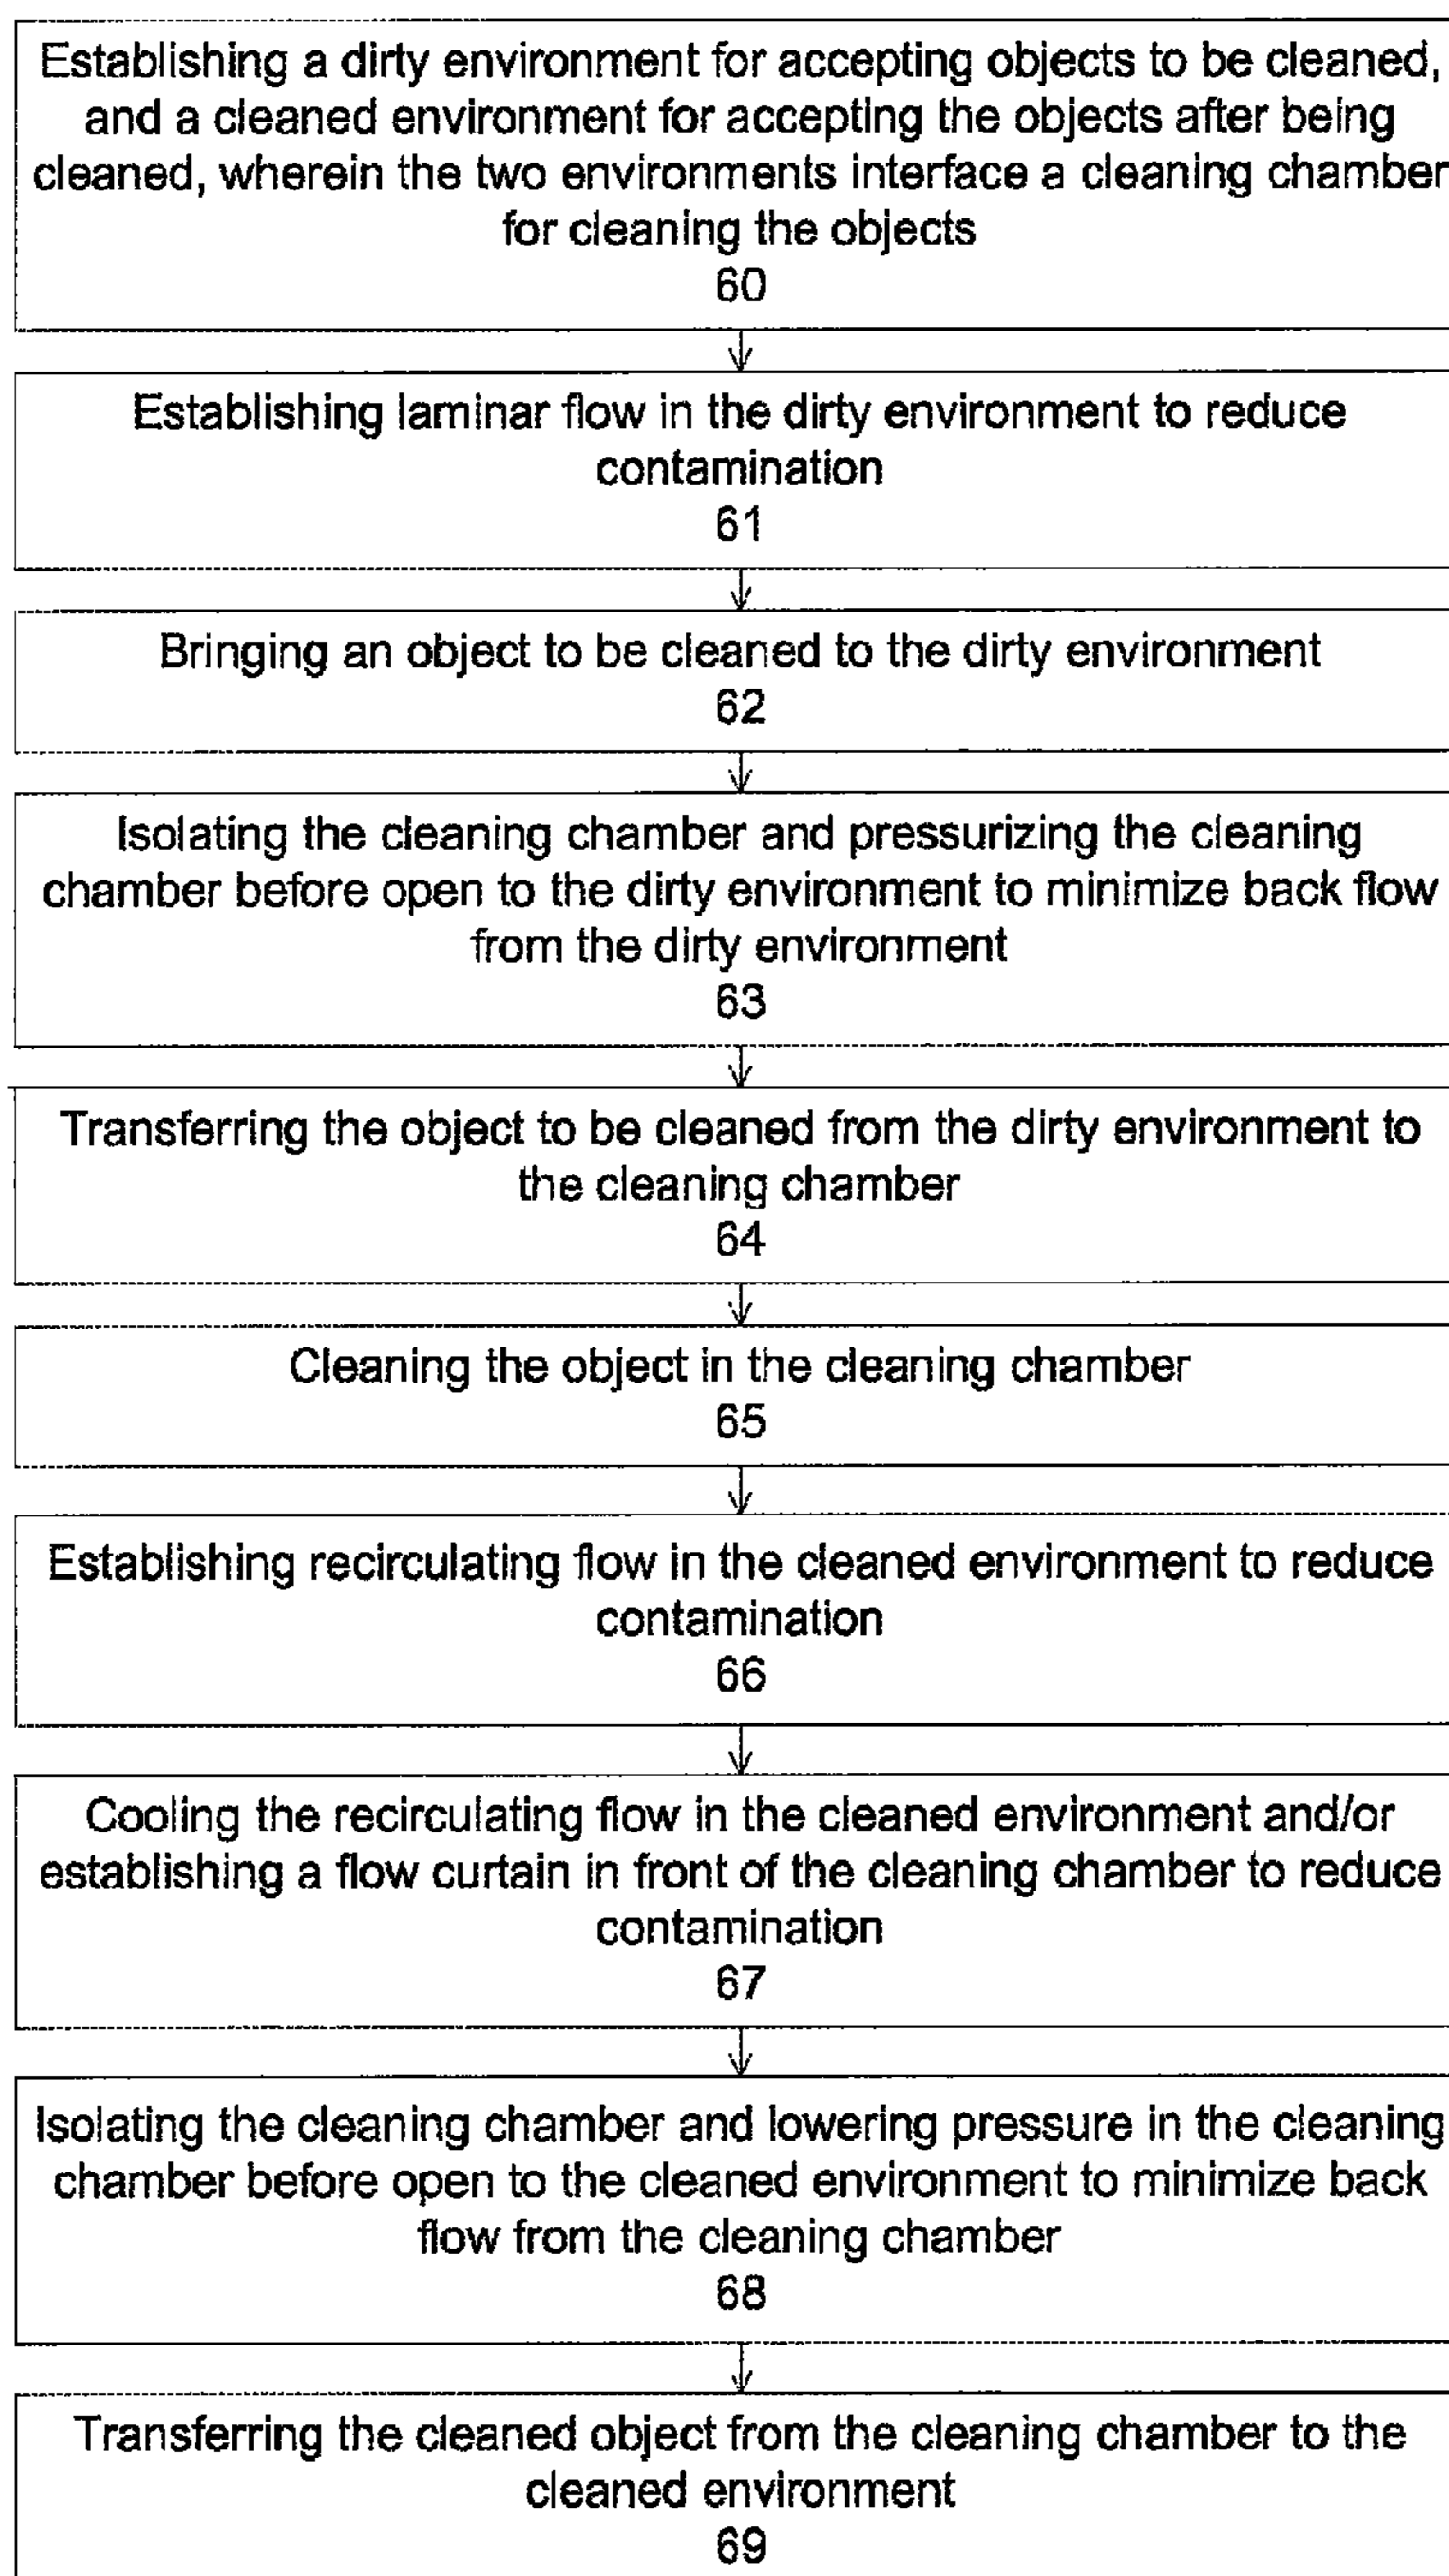 Establishing a dirty environment for accepting objects to be cleaned,
and a cleaned environment for accepting the objects after being
cleaned, wherein the two environments interface a cleaning chamber
for cleaning the objects
60
Establishing laminar flow in the dirty environment to reduce
contamination
61
Bringing an object to be cleaned to the dirty environment
62
Isolating the cleaning chamber and pressurizing the cleaning
chamber before open to the dirty environment to minimize back flow
from the dirty environment
63
Transferring the object to be cleaned from the dirty environment to
the cleaning chamber
64
Cleaning the object in the cleaning chamber
65
Establishing recirculating flow in the cleaned environment to reduce
contamination
66
Cooling the recirculating flow in the cleaned environment and/or
establishing a flow curtain in front of the cleaning chamber to reduce
contamination
67
Isolating the cleaning chamber and lowering pressure in the cleaning
chamber before open to the cleaned environment to minimize back
flow from the cleaning chamber
68
Transferring the cleaned object from the cleaning chamber to the
cleaned environment
69